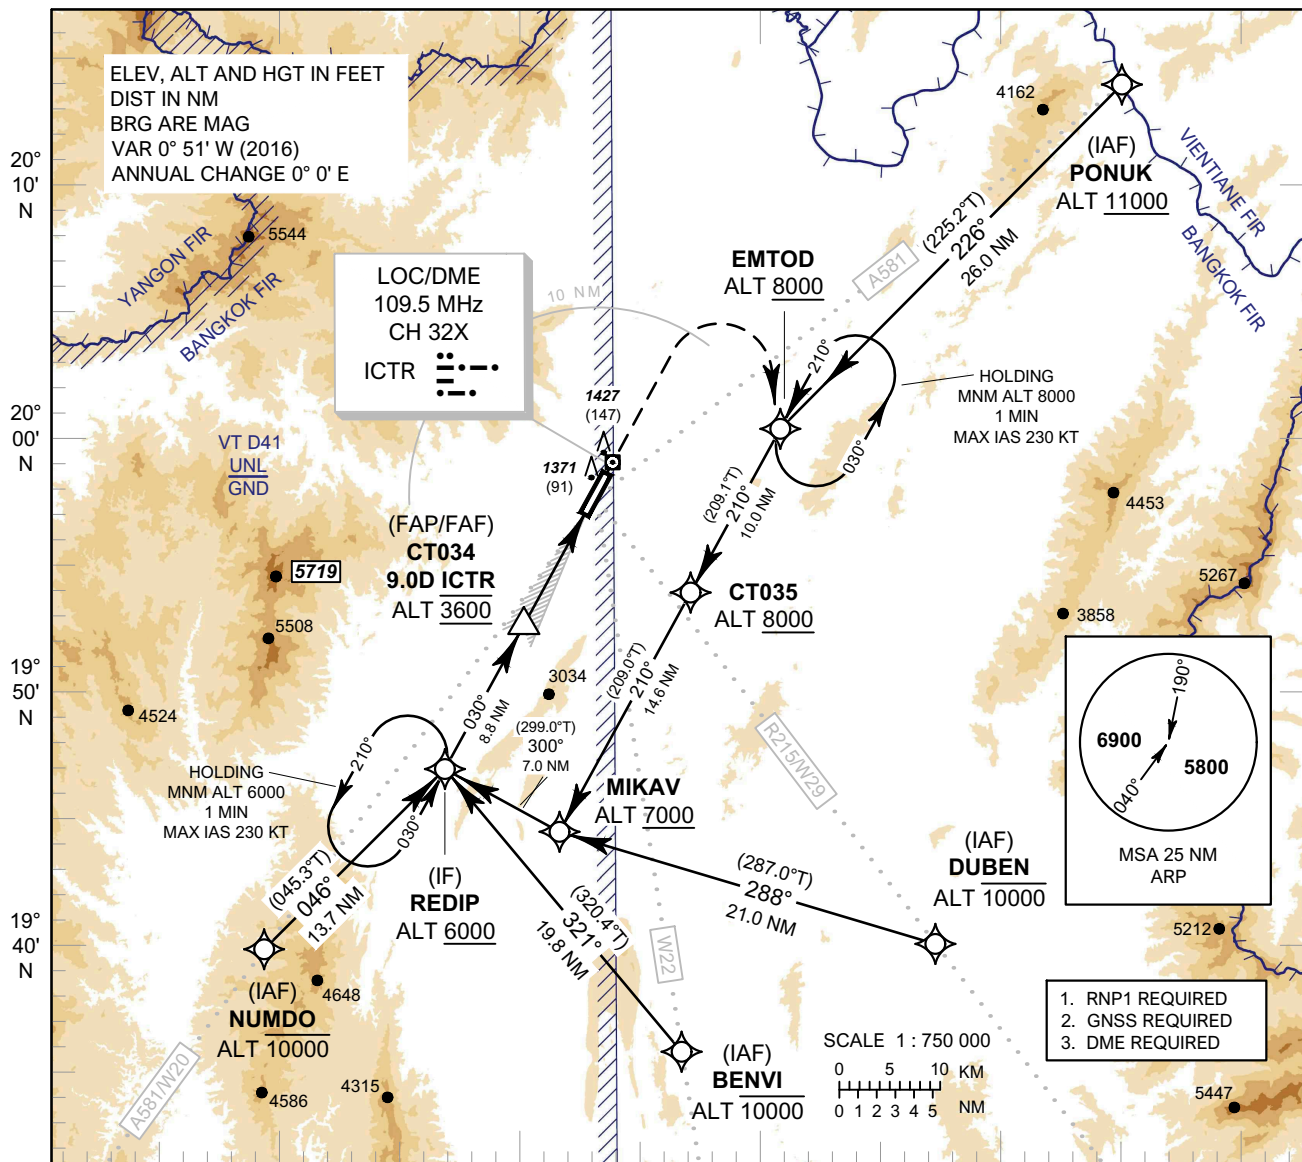 ELEV, ALT AND HGT IN FEET
DIST IN NM
BRG ARE MAG
VAR 0° 51' W (2016)
ANNUAL CHANGE 0° 0' E
20°
10'
N
20°
00'
N
19°
50'
N
19°
40'
N
4162
(IAF)
PONUK
ALT 11000
VIENTIANE FIR
BANGKOK FIR
(225.2°T)
226°
26.0 NM
A581
5544
YANGON FIR
BANGKOK FIR
LOC/DME
109.5 MHz
CH 32X
ICTR
10 NM
EMTOD
ALT 8000
210°
030°
HOLDING
MNM ALT 8000
1 MIN
MAX IAS 230 KT
1427
(147)
1371
(91)
VT D41
UNL
GND
(FAP/FAF)
CT034
9.0D ICTR
ALT 3600
5719
5508
4524
(209.1°T)
210°
10.0 NM
CT035
ALT 8000
4453
5267
3858
(209.0°T)
210°
14.6 NM
3034
030°
8.8 NM
(299.0°T)
300°
7.0 NM
R215/W29
210°
030°
HOLDING
MNM ALT 6000
1 MIN
MAX IAS 230 KT
MIKAV
ALT 7000
190°
6900
5800
040°
MSA 25 NM
ARP
(045.3°T)
046°
13.7 NM
(IF)
REDIP
ALT 6000
(320.4°T)
321°
19.8 NM
W22
(287.0°T)
288°
21.0 NM
(IAF)
DUBEN
ALT 10000
5212
(IAF)
NUMDO
ALT 10000
4648
4586
4315
A581/W20
(IAF)
BENVI
ALT 10000
SCALE 1 : 750 000
0 5 10 KM
0 1 2 3 4 5 NM
1. RNP1 REQUIRED
2. GNSS REQUIRED
3. DME REQUIRED
5447